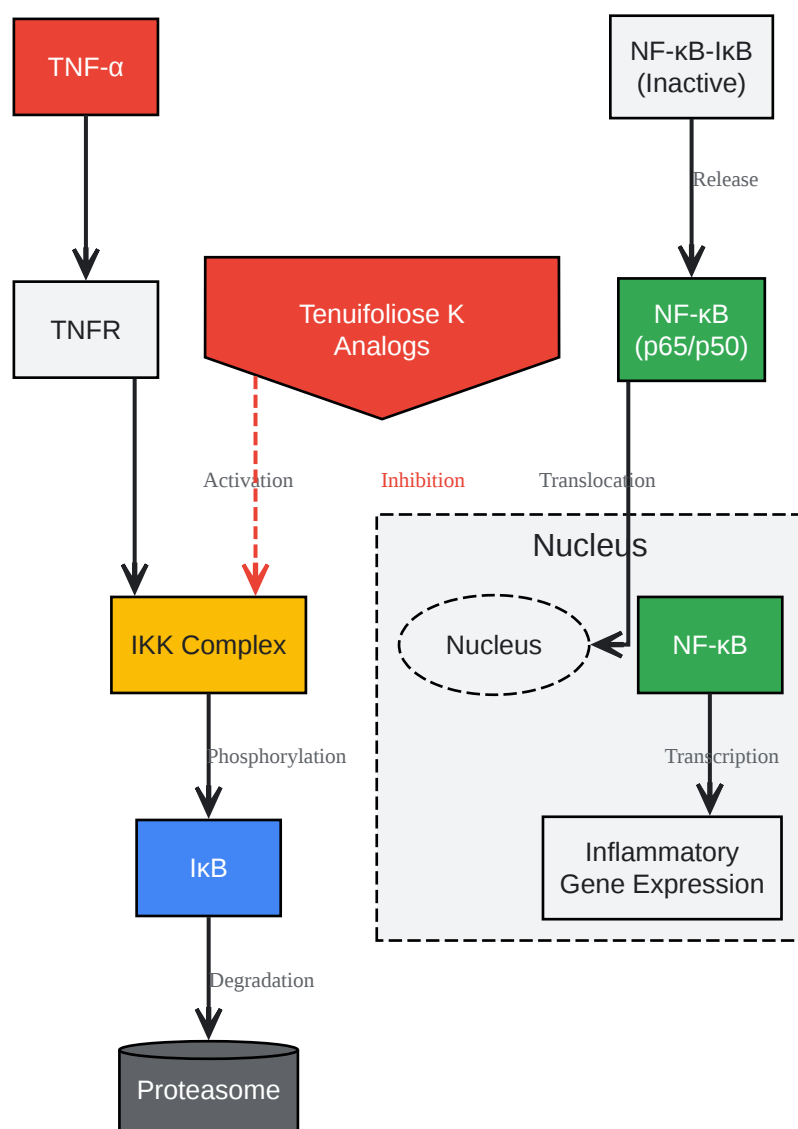 TNF-α
NF-κB-IκB
(Inactive)
Release
TNFR
Tenuifoliose K
Analogs
NF-κB
(p65/p50)
Activation
Inhibition
Translocation
Nucleus
IKK Complex
Nucleus
NF-κB
Phosphorylation
Transcription
IκB
Inflammatory
Gene Expression
Degradation
Proteasome